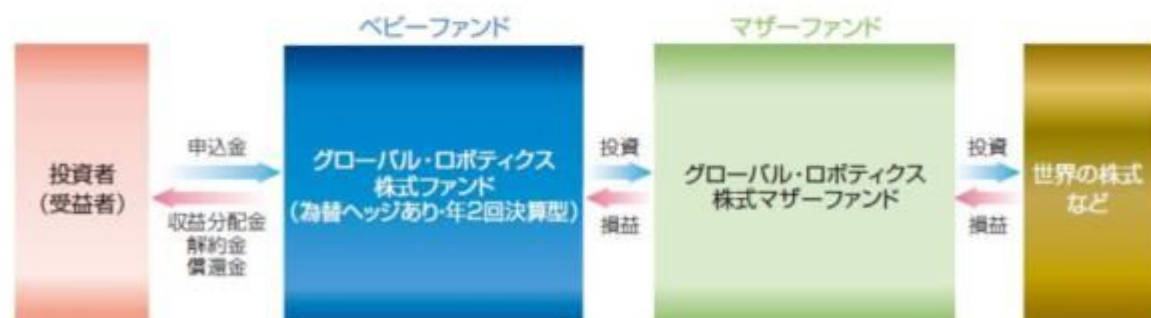 ベビーファンド
マザーファンド
投資者
(受益者)
申込金
収益分配金
解約金
償還金
グローバル・ロボティクス
株式ファンド
(為替ヘッジあり・年2回決算型)
投資
損益
グローバル・ロボティクス
株式マザーファンド
投資
損益
世界の株式
など